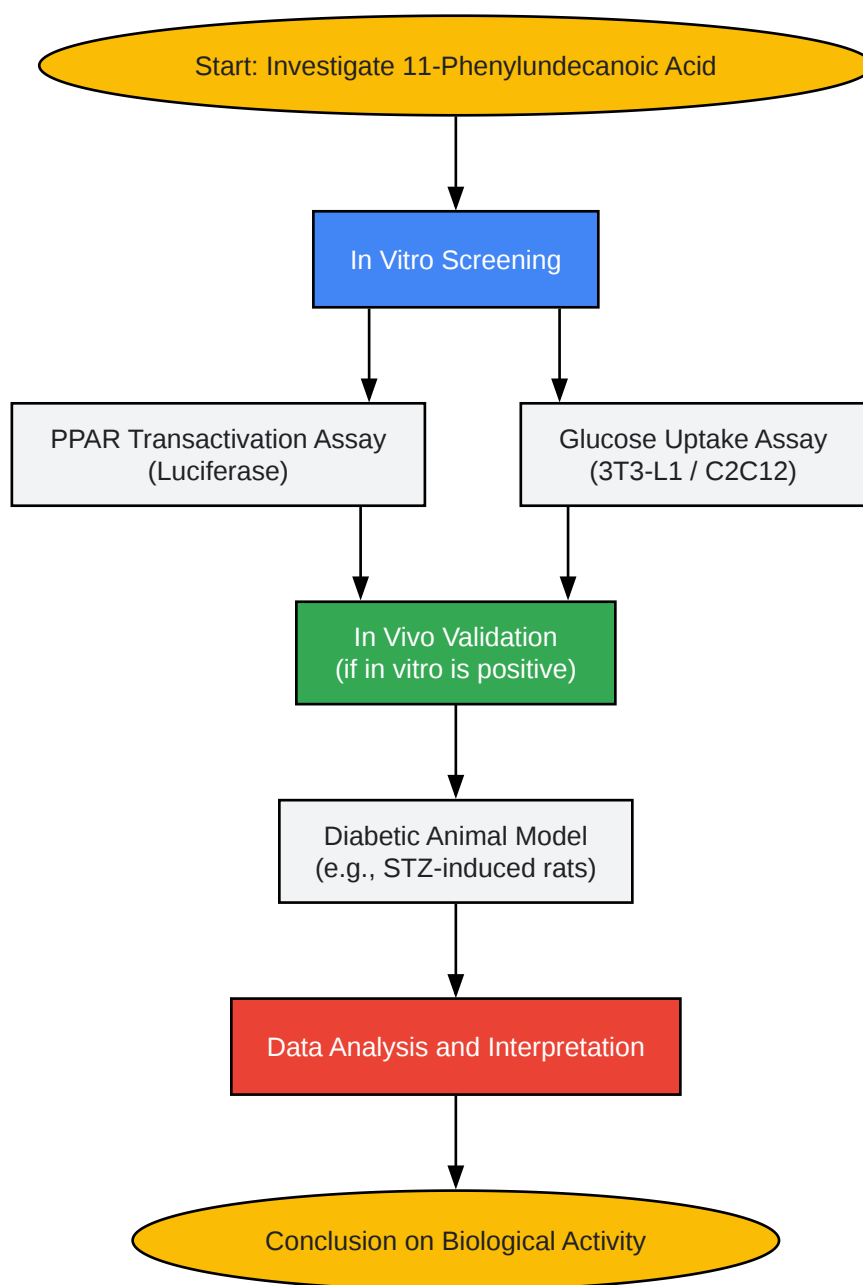 Start: Investigate 11-Phenylundecanoic Acid
In Vitro Screening
PPAR Transactivation Assay
(Luciferase)
Glucose Uptake Assay
(3T3-L1 / C2C12)
In Vivo Validation
(if in vitro is positive)
Diabetic Animal Model
(e.g., STZ-induced rats)
Data Analysis and Interpretation
Conclusion on Biological Activity